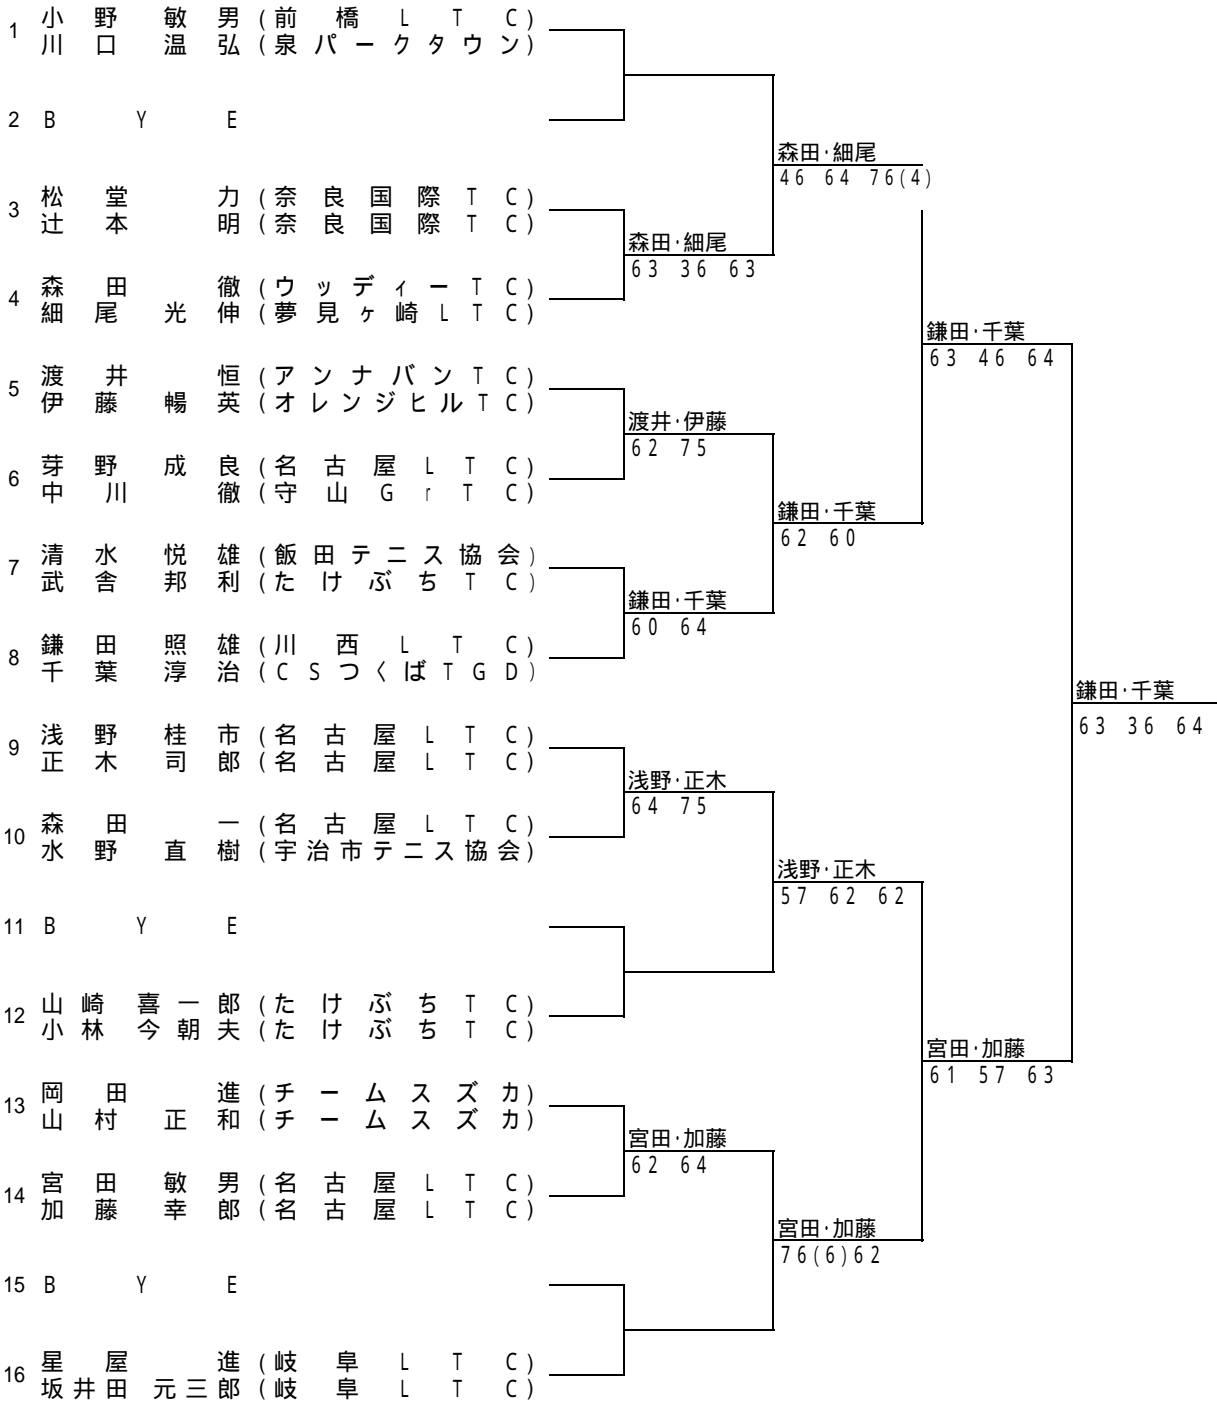 1 小野 敏男 (前橋LTC)
川口 温弘 (泉パークタウン)
2 BYE
森田・細尾
46 64 76(4)
3 松堂 力 (奈良国際TC)
辻本 明 (奈良国際TC)
森田・細尾
63 36 63
4 森田 徹 (ウッディーTC)
細尾 光伸 (夢見ヶ崎LTC)
鎌田・千葉
63 46 64
5 渡井 恒 (アンナバンTC)
伊藤 暢英 (オレンジヒルTC)
渡井・伊藤
62 75
6 芽野 成良 (名古屋LTC)
中川 徹 (守山GrTC)
鎌田・千葉
62 60
7 清水 悦雄 (飯田テニス協会)
武舎 邦利 (たけぶちTC)
鎌田・千葉
60 64
8 鎌田 照雄 (川西LTC)
千葉 淳治 (CSつくばTGD)
鎌田・千葉
63 36 64
9 浅野 桂市 (名古屋LTC)
正木 司郎 (名古屋LTC)
浅野・正木
64 75
10 森田 一 (名古屋LTC)
水野 直樹 (宇治市テニス協会)
浅野・正木
57 62 62
11 BYE
12 山崎 喜一郎 (たけぶちTC)
小林 今朝夫 (たけぶちTC)
宮田・加藤
61 57 63
13 岡田 進 (チームスズカ)
山村 正和 (チームスズカ)
宮田・加藤
62 64
14 宮田 敏男 (名古屋LTC)
加藤 幸郎 (名古屋LTC)
宮田・加藤
76(6)62
15 BYE
16 星屋 進 (岐阜LTC)
坂井田 元三郎 (岐阜LTC)